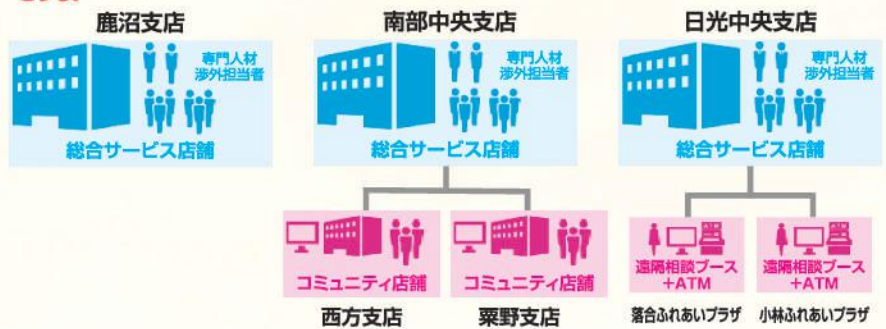 鹿沼支店
専門人材
渉外担当者
総合サービス店舗
南部中央支店
専門人材
渉外担当者
総合サービス店舗
日光中央支店
専門人材
渉外担当者
総合サービス店舗
コミュニティ店舗
西方支店
コミュニティ店舗
粟野支店
遠隔相談ブース
+ATM
落合ふれあいプラザ
遠隔相談ブース
+ATM
小林ふれあいプラザ